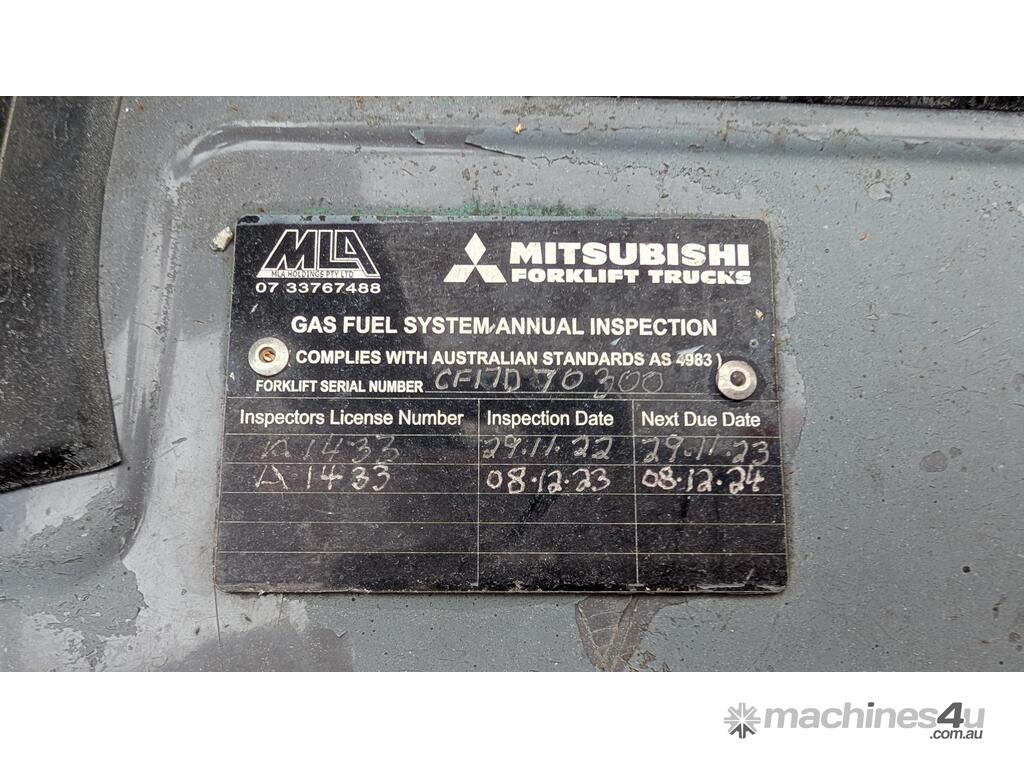 MLA
MLA HOLDINGS PTY LTD
07 33767488
MITSUBISHI
FORKLIFT TRUCKS
GAS FUEL SYSTEM ANNUAL INSPECTION
COMPLIES WITH AUSTRALIAN STANDARDS AS 4983)
FORKLIFT SERIAL NUMBER CF17D 70300
Inspectors License Number Inspection Date Next Due Date
A1433 29.11.22 29.11.23
A1433 08.12.23 08.12.24
machines4u
.com.au